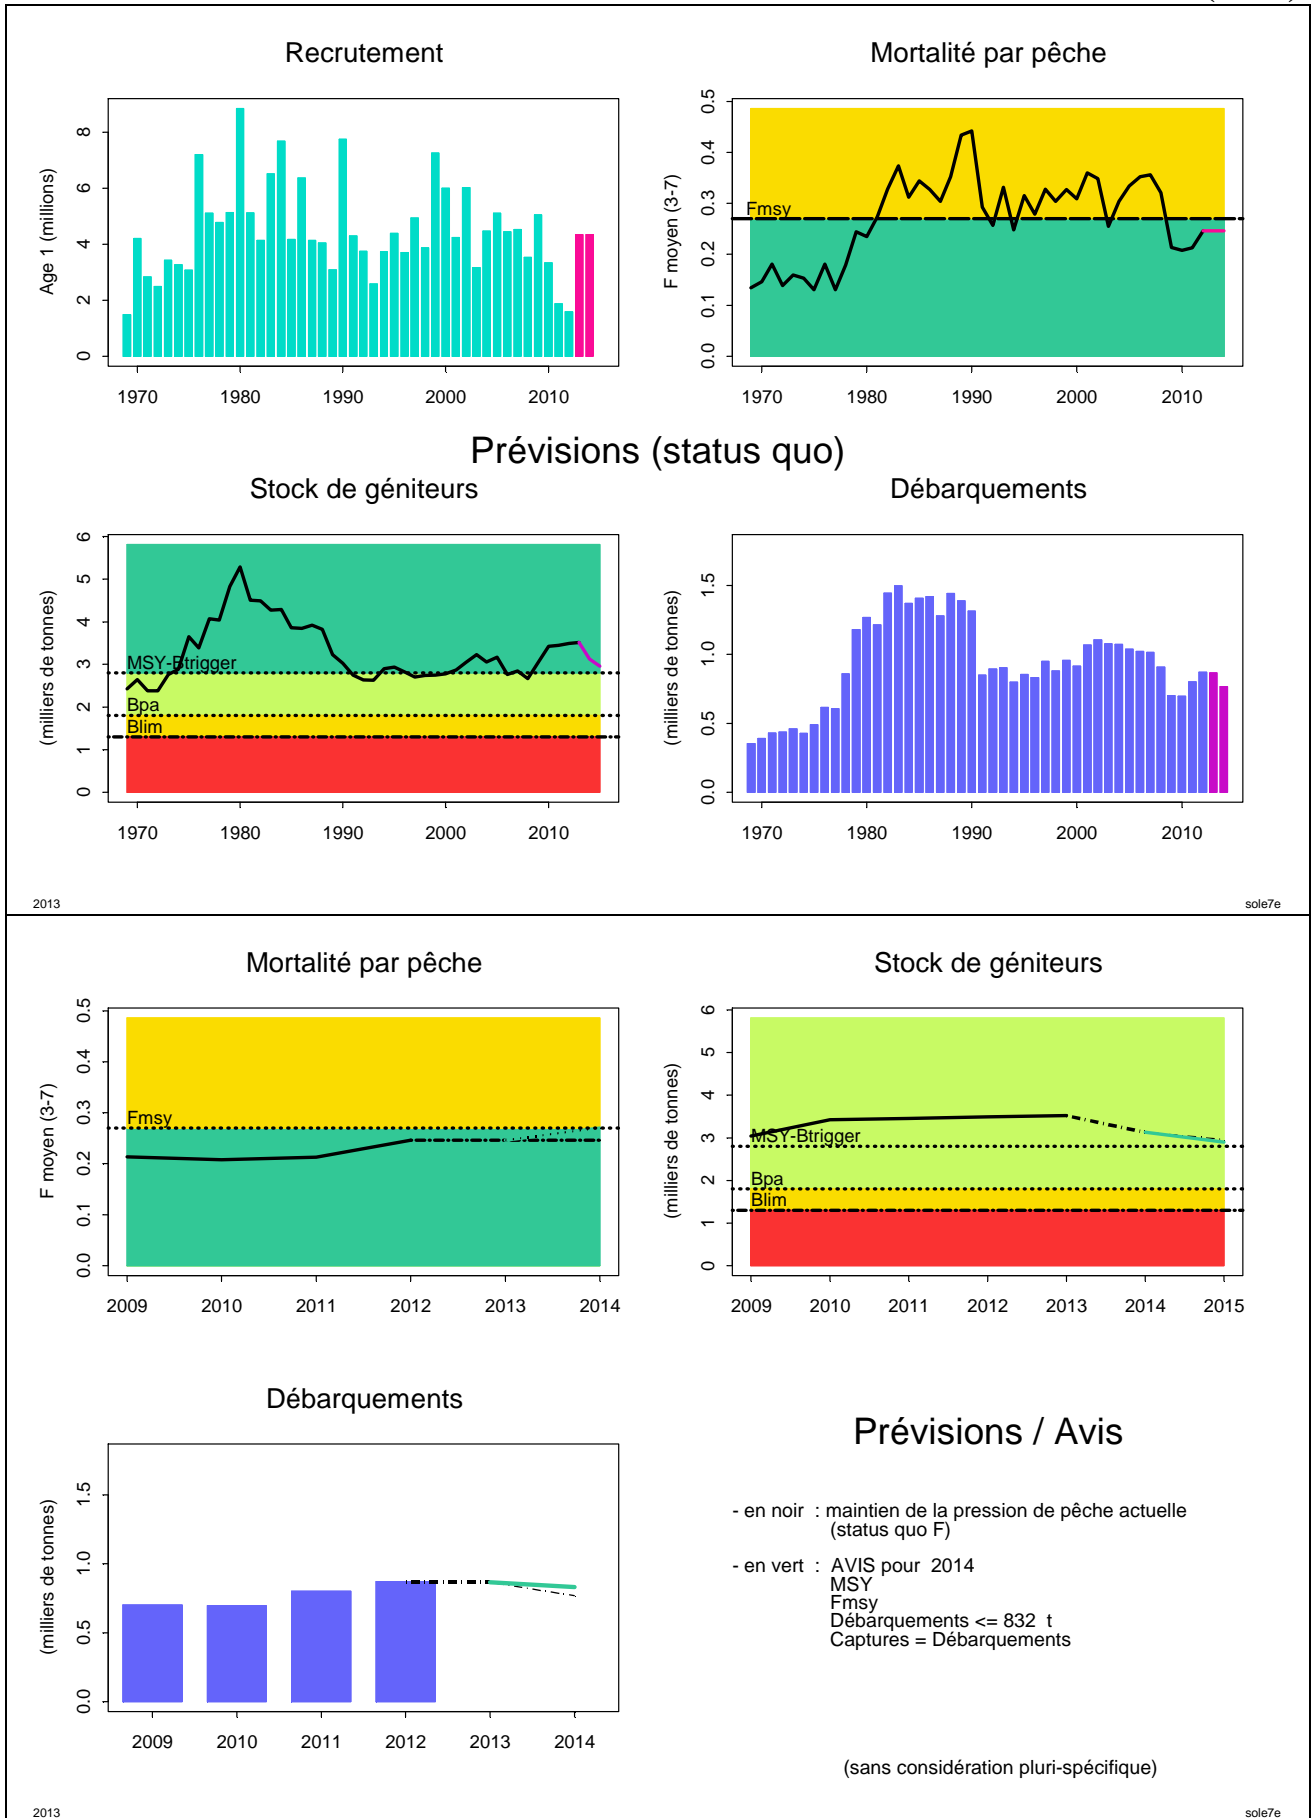 Recrutement
Age 1 (millions)
0 2 4 6 8
1970 1980 1990 2000 2010
Mortalité par pêche
F moyen (3-7)
0.0 0.1 0.2 0.3 0.4 0.5
Fmsy
1970 1980 1990 2000 2010
Prévisions (status quo)
Stock de géniteurs
(milliers de tonnes)
0 1 2 3 4 5 6
MSY-Btrigger
Bpa
Blim
1970 1980 1990 2000 2010
Débarquements
(milliers de tonnes)
0.0 0.5 1.0 1.5
1970 1980 1990 2000 2010
2013
sole7e
Mortalité par pêche
F moyen (3-7)
0.0 0.1 0.2 0.3 0.4 0.5
Fmsy
2009 2010 2011 2012 2013 2014
Stock de géniteurs
(milliers de tonnes)
0 1 2 3 4 5 6
MSY-Btrigger
Bpa
Blim
2009 2010 2011 2012 2013 2014 2015
Débarquements
(milliers de tonnes)
0.0 0.5 1.0 1.5
2009 2010 2011 2012 2013 2014
Prévisions / Avis
- en noir : maintien de la pression de pêche actuelle
(status quo F)
- en vert : AVIS pour 2014
MSY
Fmsy
Débarquements <= 832 t
Captures = Débarquements
(sans considération pluri-spécifique)
2013
sole7e